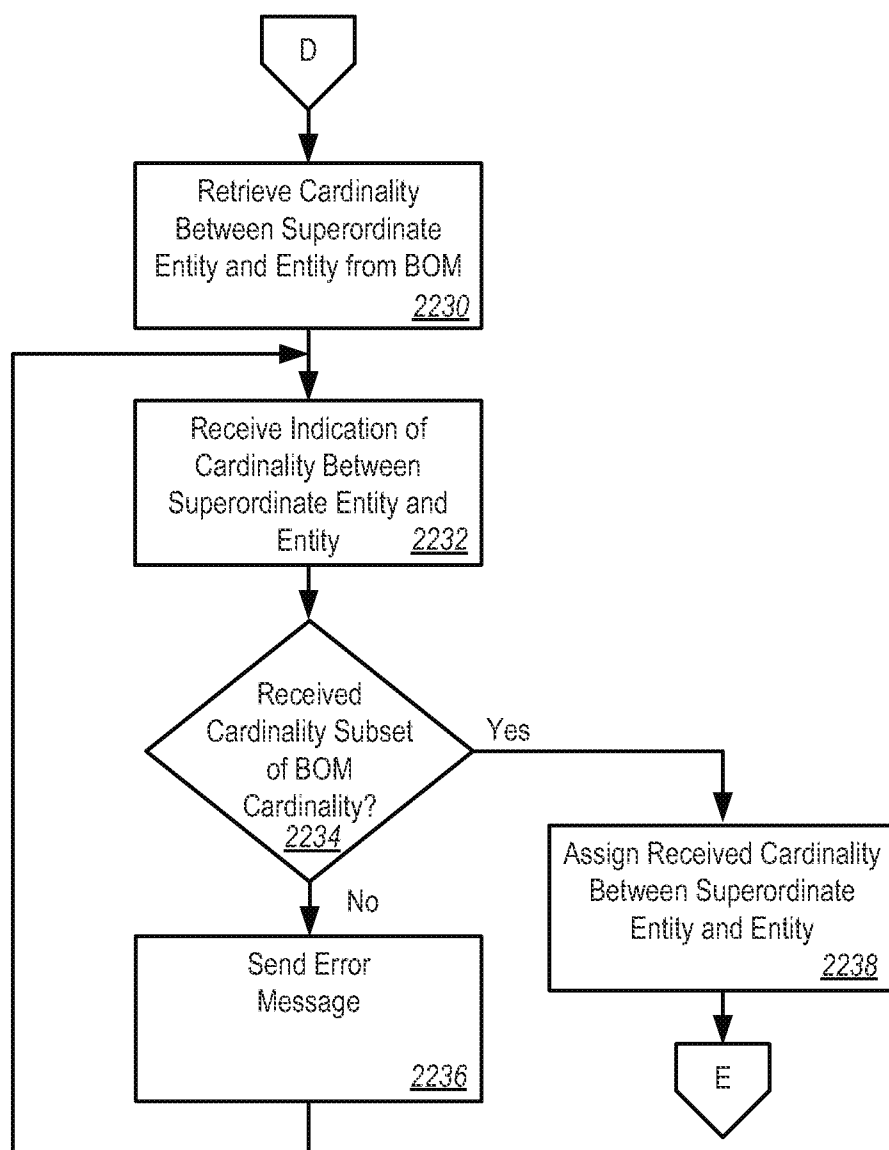 D
Retrieve Cardinality
Between Superordinate
Entity and Entity from BOM
2230
Receive Indication of
Cardinality Between
Superordinate Entity and
Entity
2232
Received
Cardinality Subset
of BOM
Cardinality?
2234
Yes
No
Send Error
Message
2236
Assign Received Cardinality
Between Superordinate
Entity and Entity
2238
E